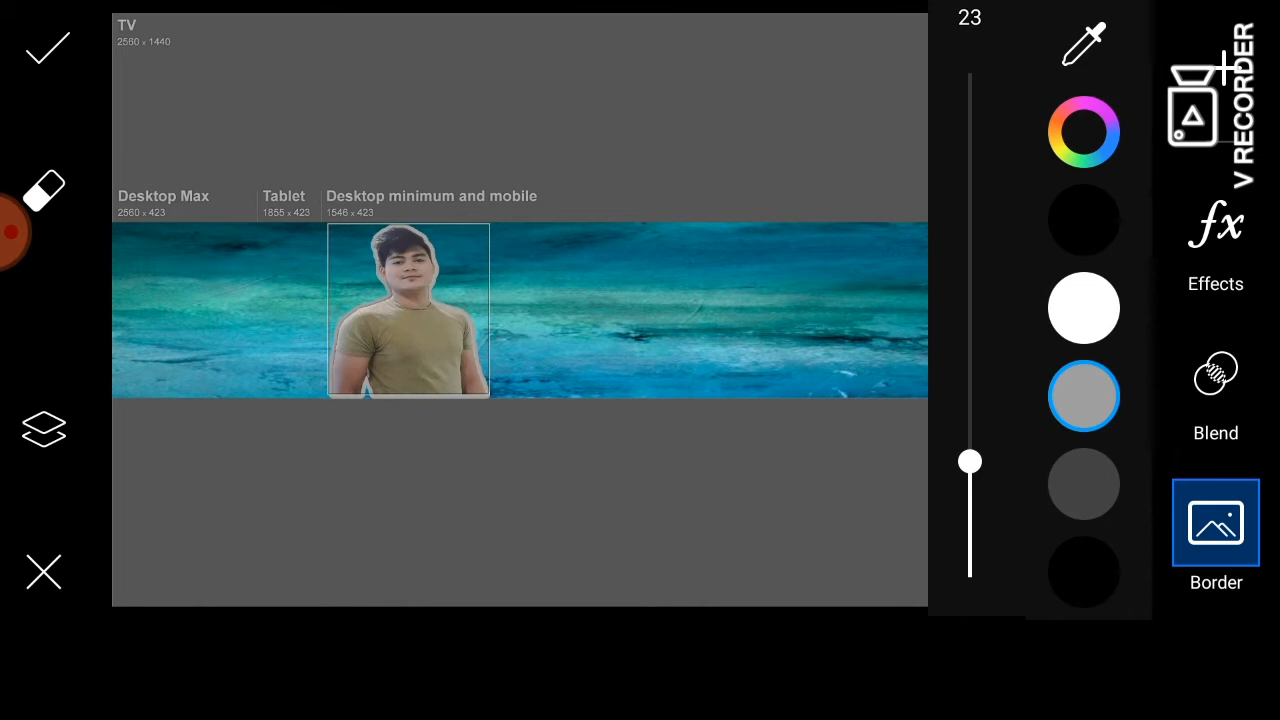 23
TV
2560 x 1440
V RECORDER
Desktop Max
2560 x 423
Tablet
1855 x 423
Desktop minimum and mobile
1546 x 423
fx
Effects
Blend
Border